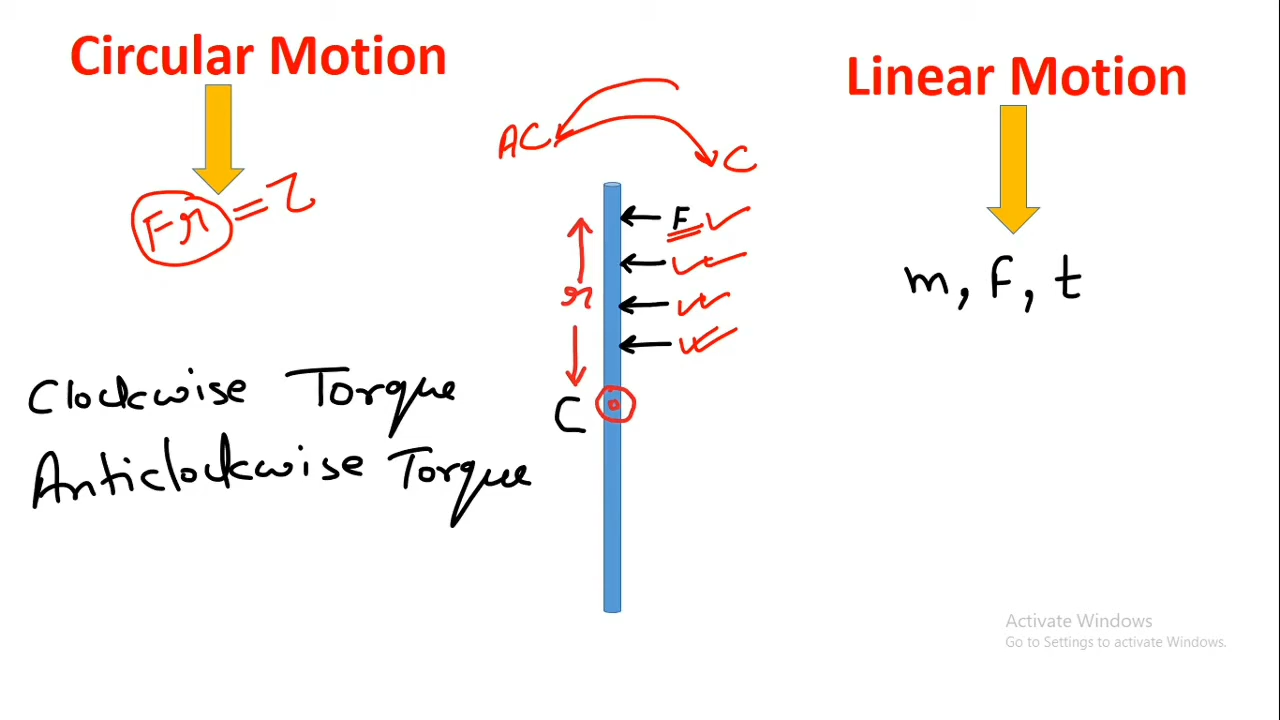 Circular Motion
Linear Motion
AC
C
Fr = τ
F
r
m, F, t
Clockwise Torque
C
Anticlockwise Torque
Activate Windows
Go to Settings to activate Windows.